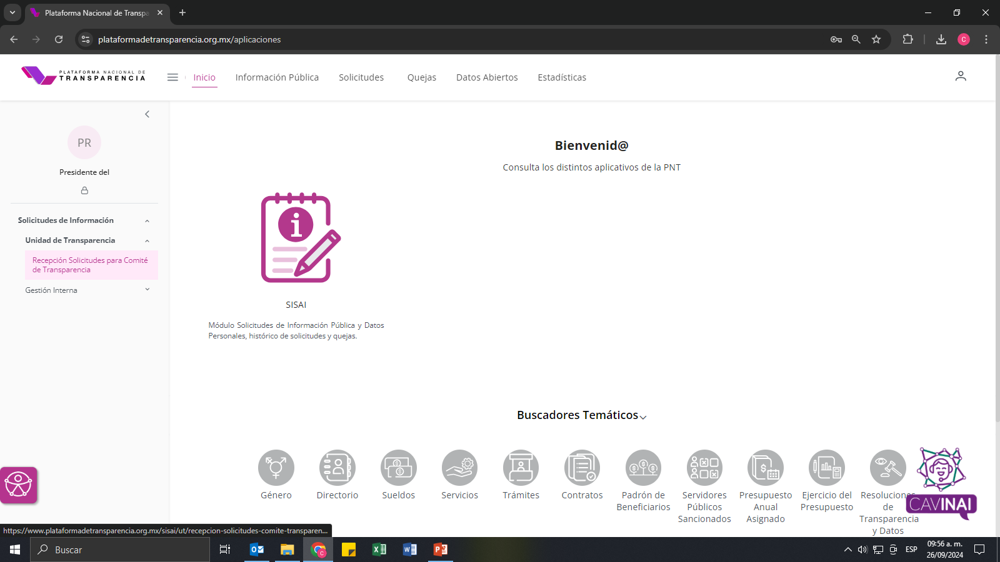 Plataforma Nacional de Transpa
plataformadetransparencia.org.mx/aplicaciones
C
PLATAFORMA NACIONAL DE
TRANSPARENCIA
Inicio
Información Pública
Solicitudes
Quejas
Datos Abiertos
Estadísticas
PR
Presidente del
Solicitudes de Información
Unidad de Transparencia
Recepción Solicitudes para Comité
de Transparencia
Gestión Interna
Bienvenid@
Consulta los distintos aplicativos de la PNT
SISAI
Módulo Solicitudes de Información Pública y Datos
Personales, histórico de solicitudes y quejas.
Buscadores Temáticos
Género
Directorio
Sueldos
Servicios
Trámites
Contratos
Padrón de
Beneficiarios
Servidores
Públicos
Sancionados
Presupuesto
Anual
Asignado
Ejercicio del
Presupuesto
Resoluciones
de
Transparencia
y Datos
CAVINAI
https://www.plataformadetransparencia.org.mx/sisai/ut/recepcion-solicitudes-comite-transparen...
Buscar
ESP
09:56 a. m.
26/09/2024